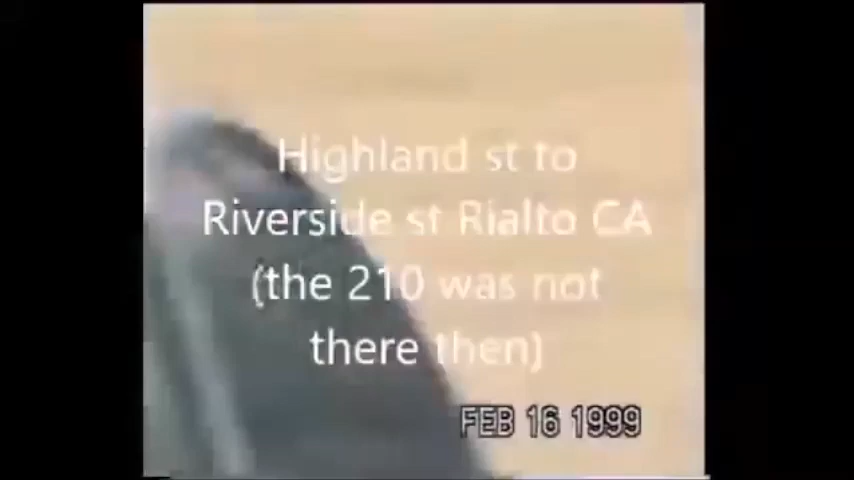 Highland st to
Riverside st Rialto CA
(the 210 was not
there then)
FEB 16 1999